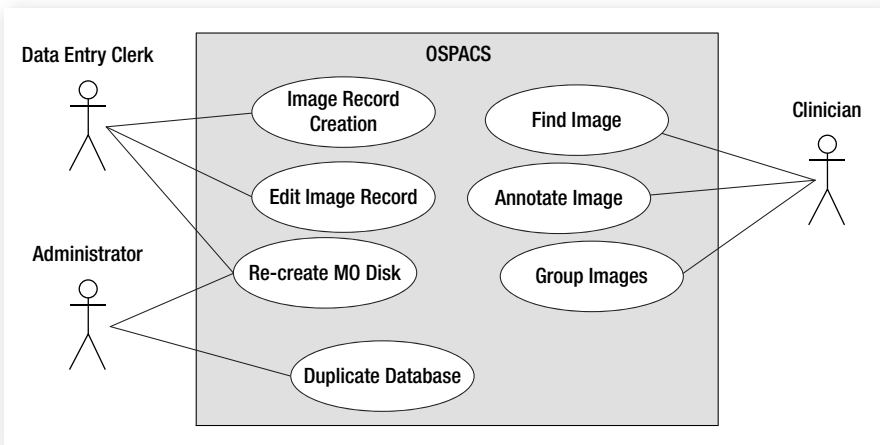 Data Entry Clerk
OSPACS
Image Record
Creation
Find Image
Clinician
Edit Image Record
Annotate Image
Administrator
Re-create MO Disk
Group Images
Duplicate Database